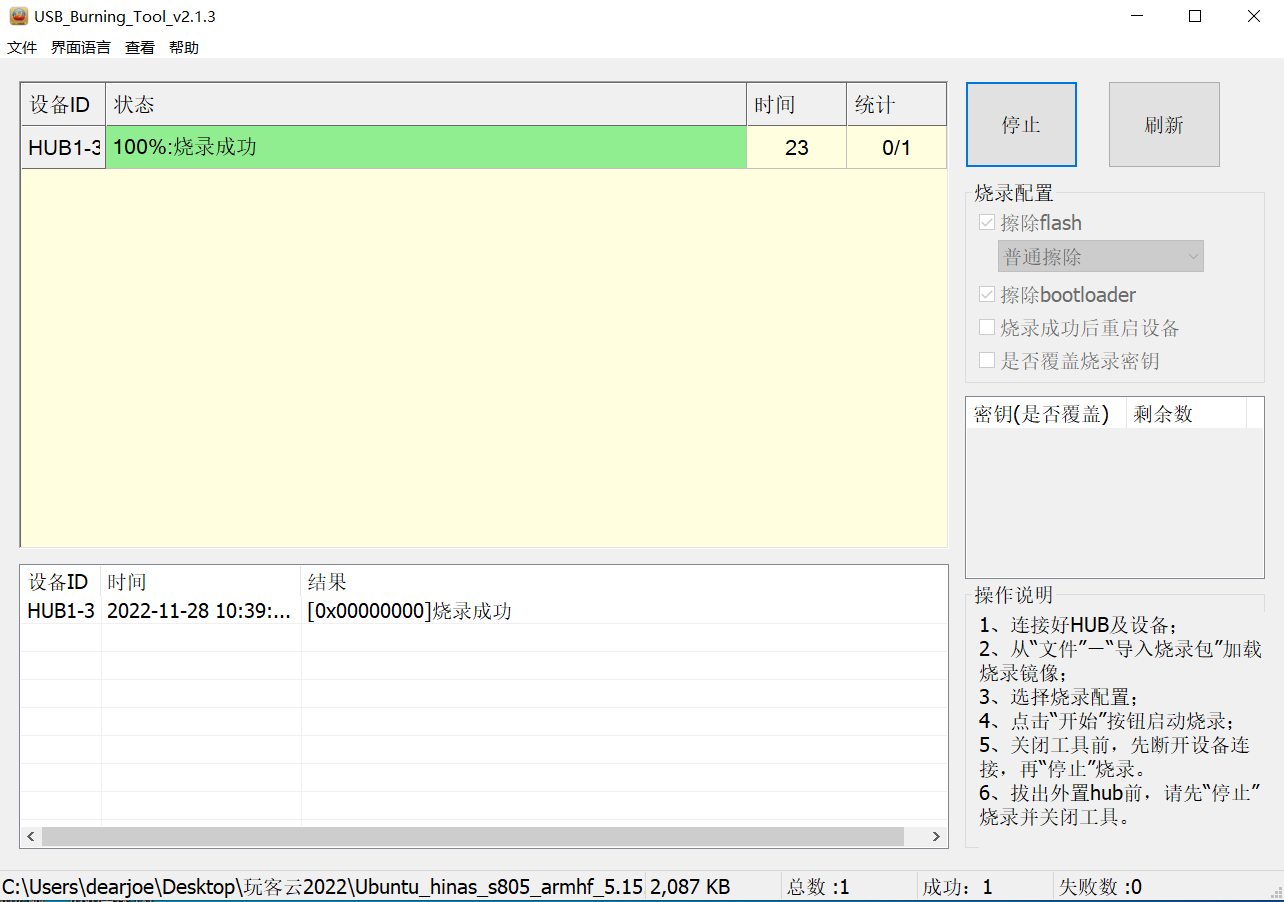 USB_Burning_Tool_v2.1.3
文件 界面语言 查看 帮助
设备ID 状态 时间 统计
HUB1-3 100%:烧录成功 23 0/1
停止 刷新
烧录配置
擦除flash
普通擦除
擦除bootloader
烧录成功后重启设备
是否覆盖烧录密钥
密钥(是否覆盖) 剩余数
设备ID 时间 结果
HUB1-3 2022-11-28 10:39:... [0x00000000]烧录成功
操作说明
1、连接好HUB及设备；
2、从“文件”—“导入烧录包”加载
烧录镜像；
3、选择烧录配置；
4、点击“开始”按钮启动烧录；
5、关闭工具前，先断开设备连
接，再“停止”烧录。
6、拔出外置hub前，请先“停止”
烧录并关闭工具。
C:\Users\dearjoe\Desktop\玩客云2022\Ubuntu_hinas_s805_armhf_5.15 2,087 KB 总数 :1 成功：1 失败数 :0